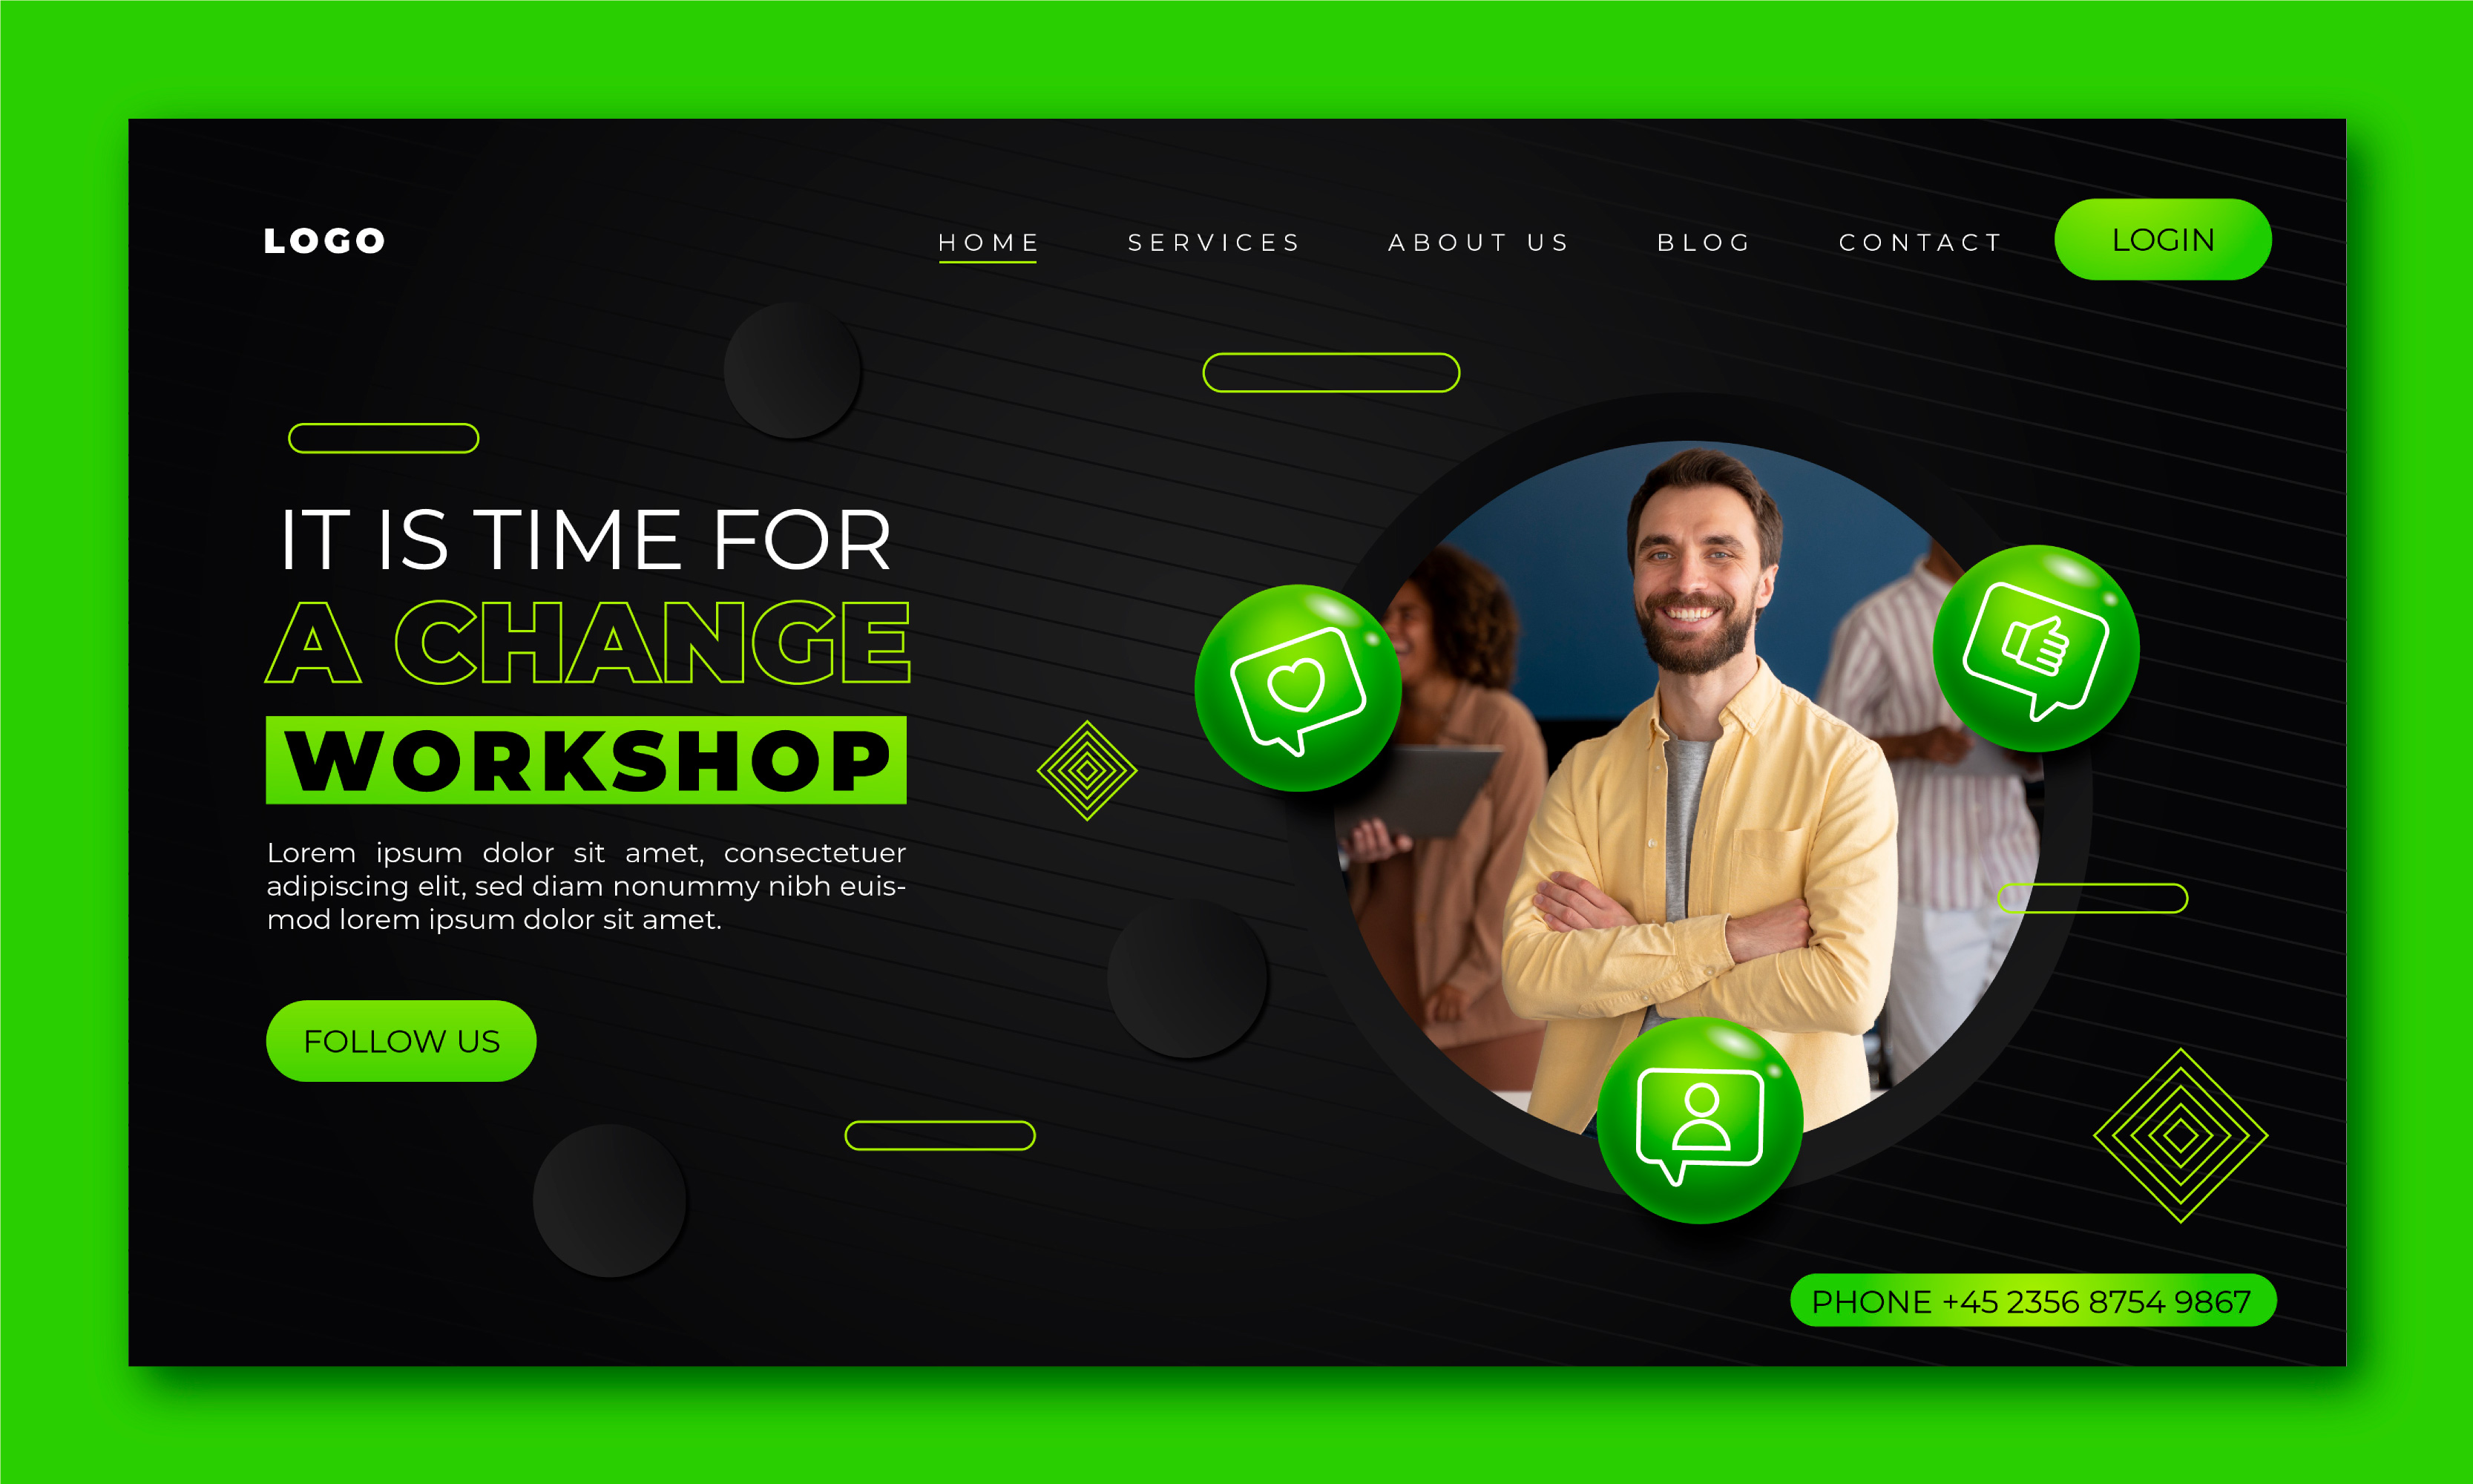 LOGO
HOME
SERVICES
ABOUT US
BLOG
CONTACT
LOGIN
IT IS TIME FOR
A CHANGE
WORKSHOP
Lorem ipsum dolor sit amet, consectetuer
adipiscing elit, sed diam nonummy nibh euis-
mod lorem ipsum dolor sit amet.
FOLLOW US
PHONE +45 2356 8754 9867